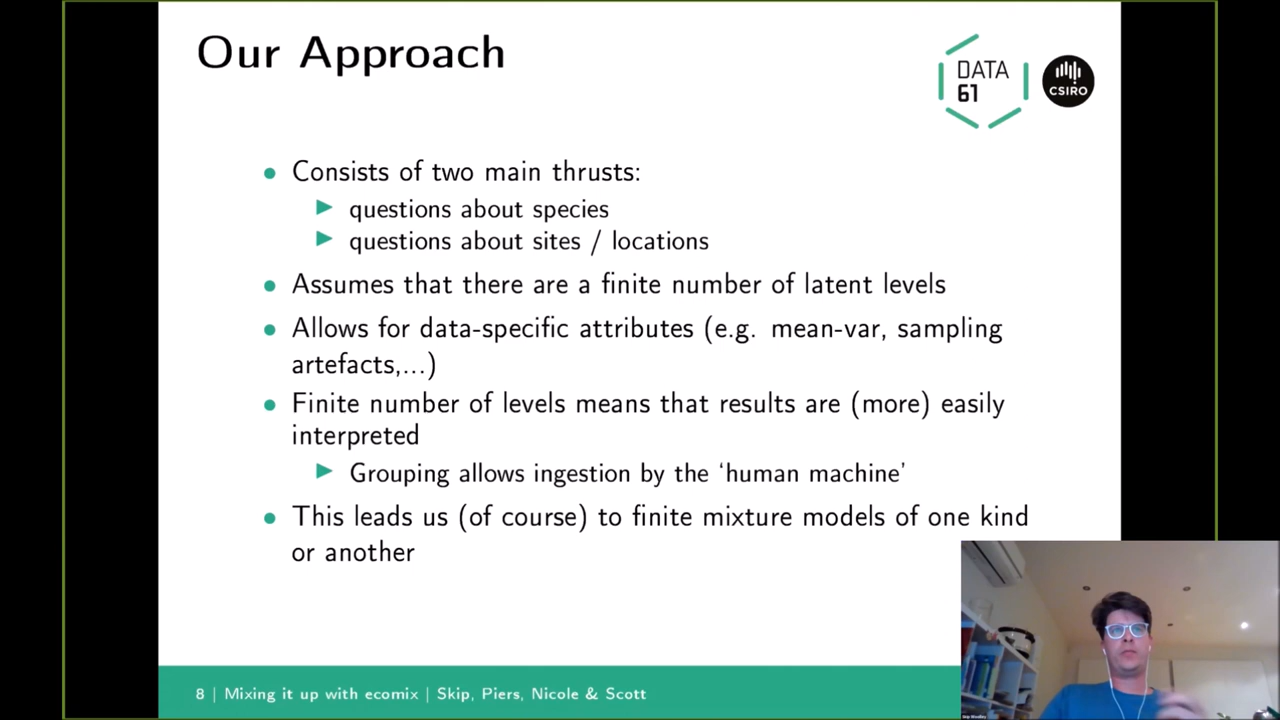 Our Approach
DATA
61
CSIRO
• Consists of two main thrusts:
▶ questions about species
▶ questions about sites / locations
• Assumes that there are a finite number of latent levels
• Allows for data-specific attributes (e.g. mean-var, sampling
artefacts,...)
• Finite number of levels means that results are (more) easily
interpreted
▶ Grouping allows ingestion by the ‘human machine’
• This leads us (of course) to finite mixture models of one kind
or another
8 | Mixing it up with ecomix | Skip, Piers, Nicole & Scott